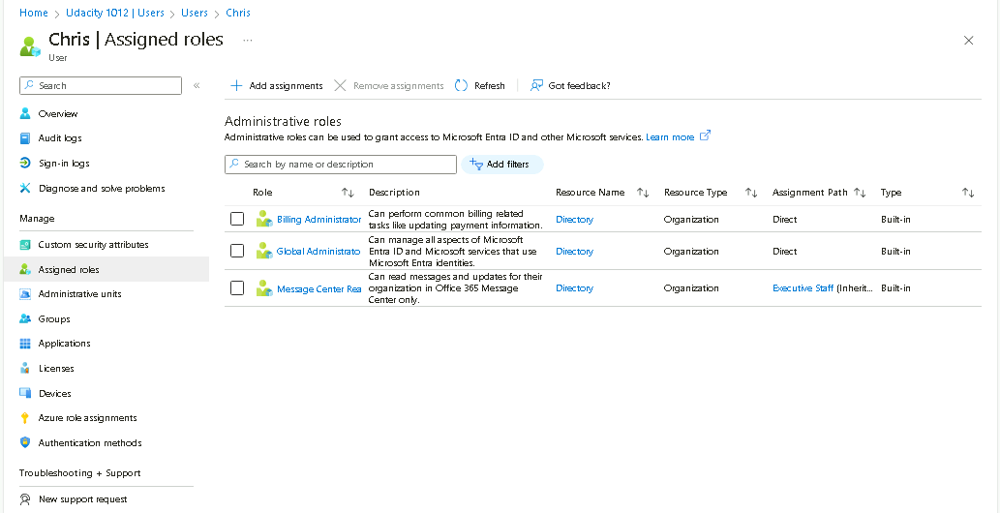 Home > Udacity 1012 | Users > Users > Chris
Chris | Assigned roles ...
User
Search
«
Add assignments
Remove assignments
Refresh
Got feedback?
Overview
Audit logs
Sign-in logs
Diagnose and solve problems
Manage
Custom security attributes
Assigned roles
Administrative units
Groups
Applications
Licenses
Devices
Azure role assignments
Authentication methods
Troubleshooting + Support
New support request
Administrative roles
Administrative roles can be used to grant access to Microsoft Entra ID and other Microsoft services. Learn more
Search by name or description
Add filters
Role Description Resource Name Resource Type Assignment Path Type
Billing Administrator
Can perform common billing related
tasks like updating payment information.
Directory Organization Direct Built-in
Global Administrato
Can manage all aspects of Microsoft
Entra ID and Microsoft services that use
Microsoft Entra identities.
Directory Organization Direct Built-in
Message Center Rea
Can read messages and updates for their
organization in Office 365 Message
Center only.
Directory Organization Executive Staff (Inherit... Built-in